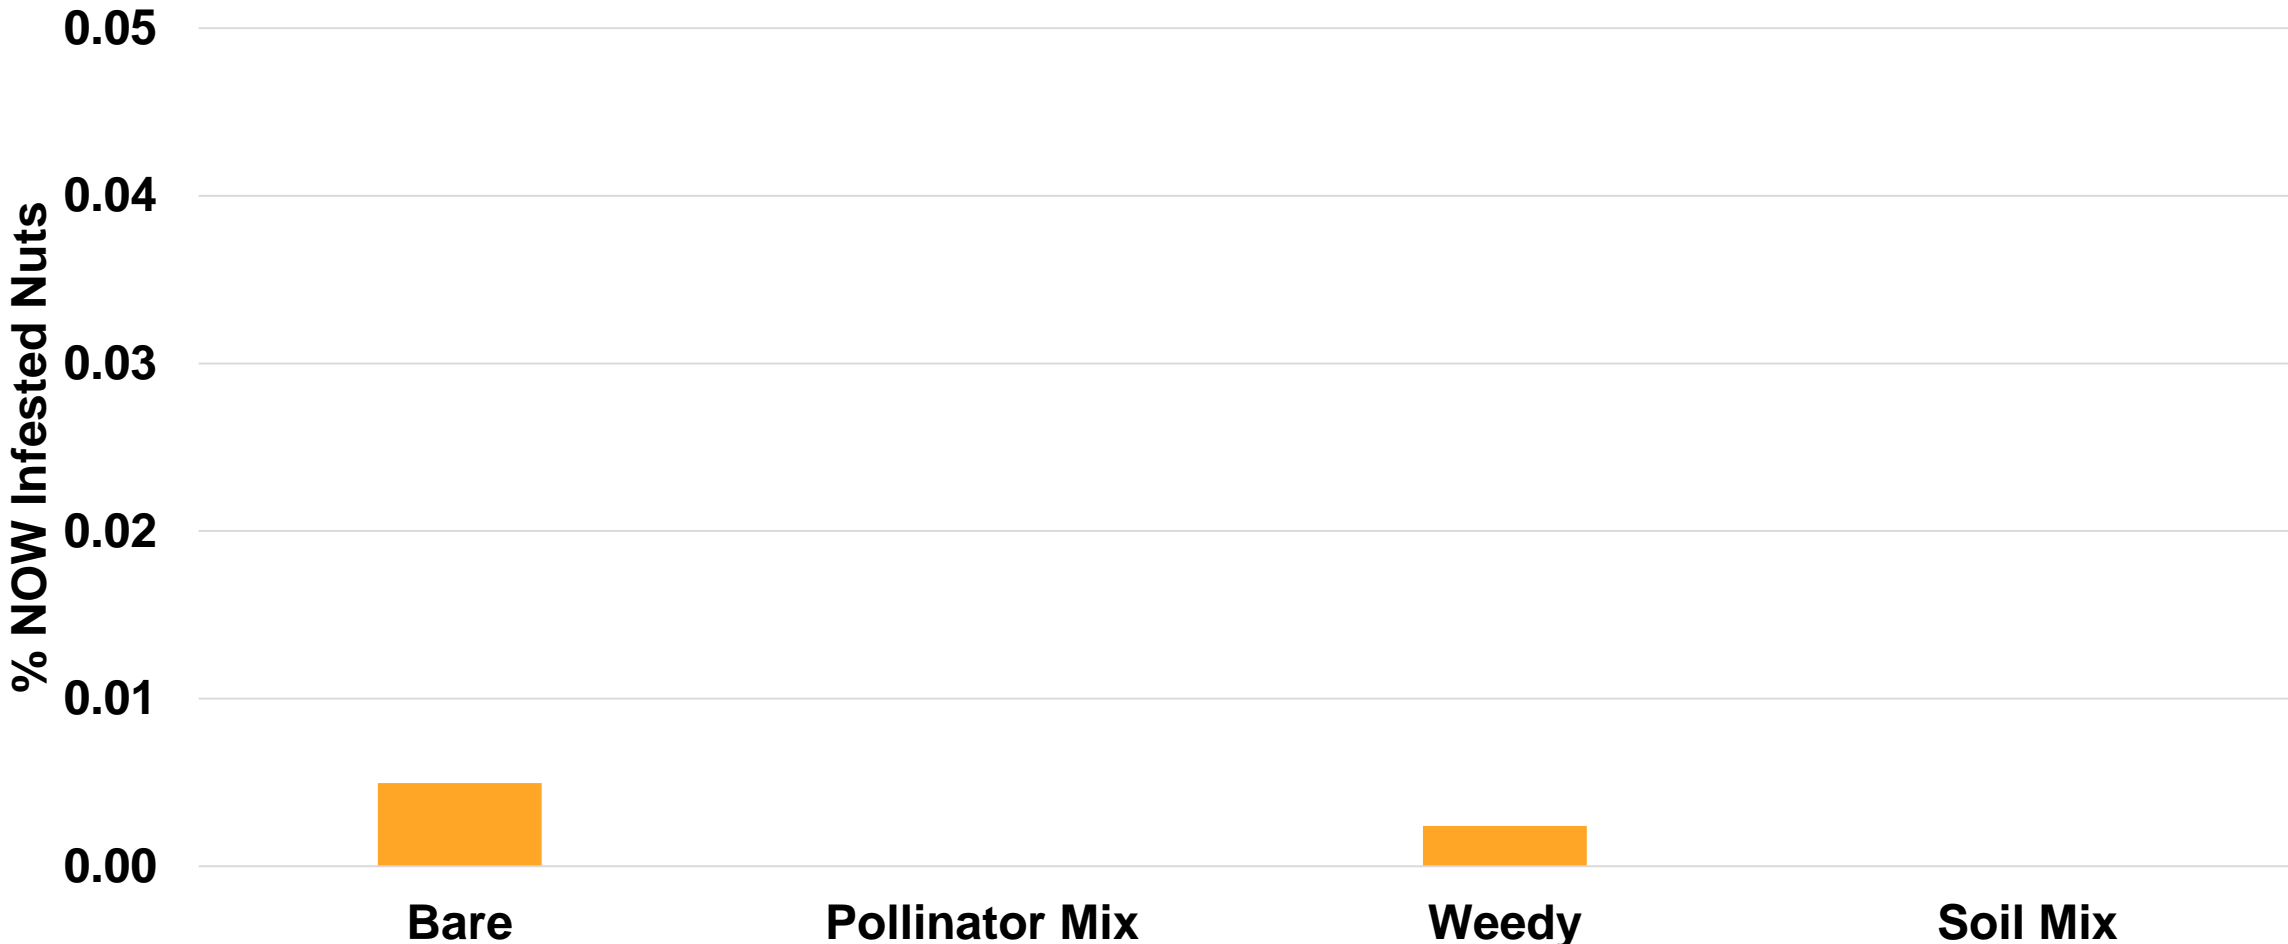 % NOW Infested Nuts
0.05
0.04
0.03
0.02
0.01
0.00
Bare
Pollinator Mix
Weedy
Soil Mix